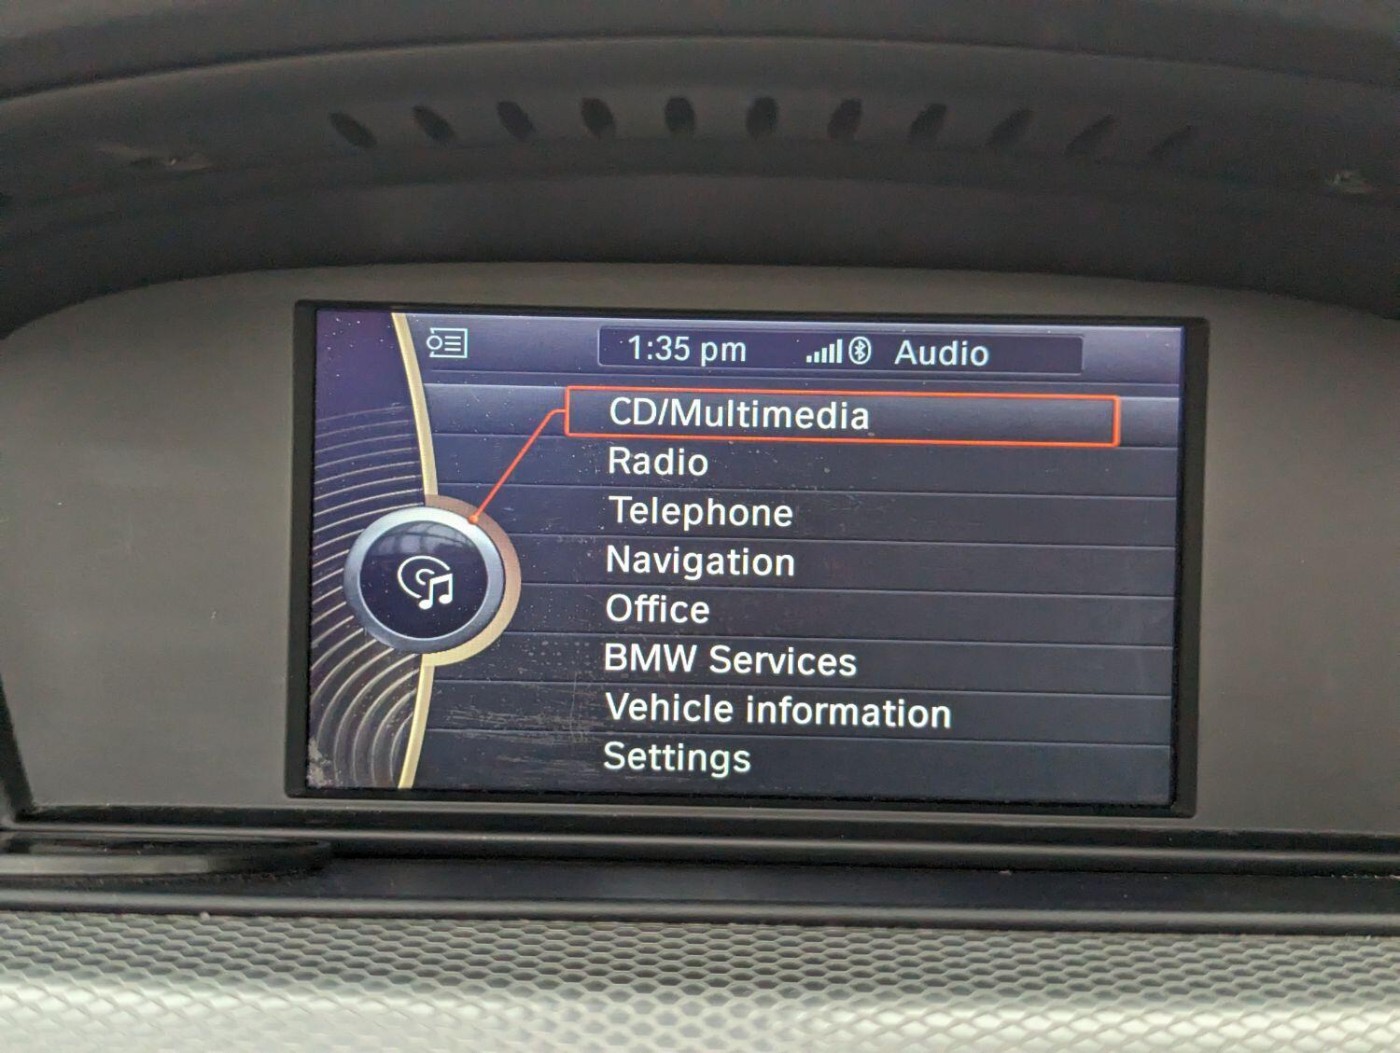 1:35 pm Audio
CD/Multimedia
Radio
Telephone
Navigation
Office
BMW Services
Vehicle information
Settings